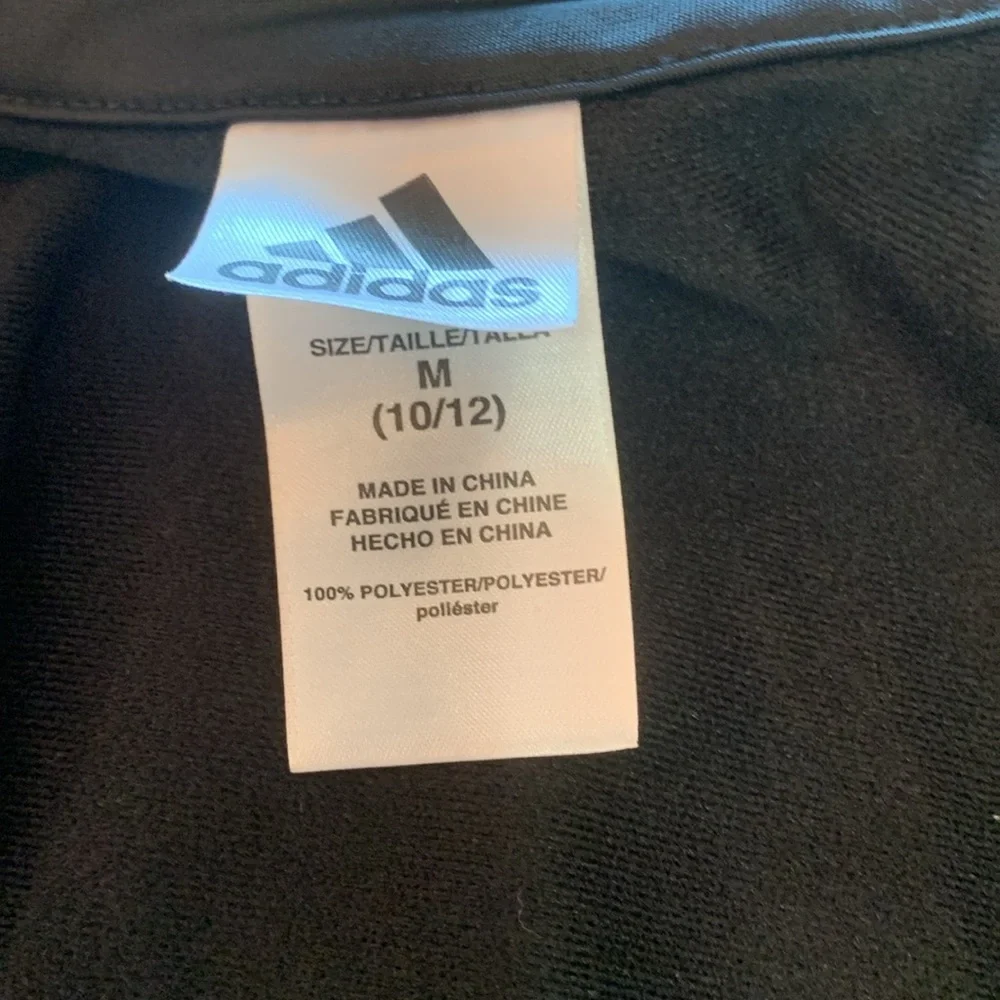 adidas
SIZE/TAILLE/TALLA
M
(10/12)
MADE IN CHINA
FABRIQUÉ EN CHINE
HECHO EN CHINA
100% POLYESTER/POLYESTER/
poliéster